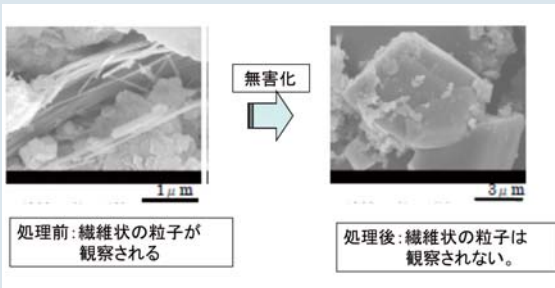 無害化
1μm
3μm
処理前:繊維状の粒子が
観察される
処理後:繊維状の粒子は
観察されない。